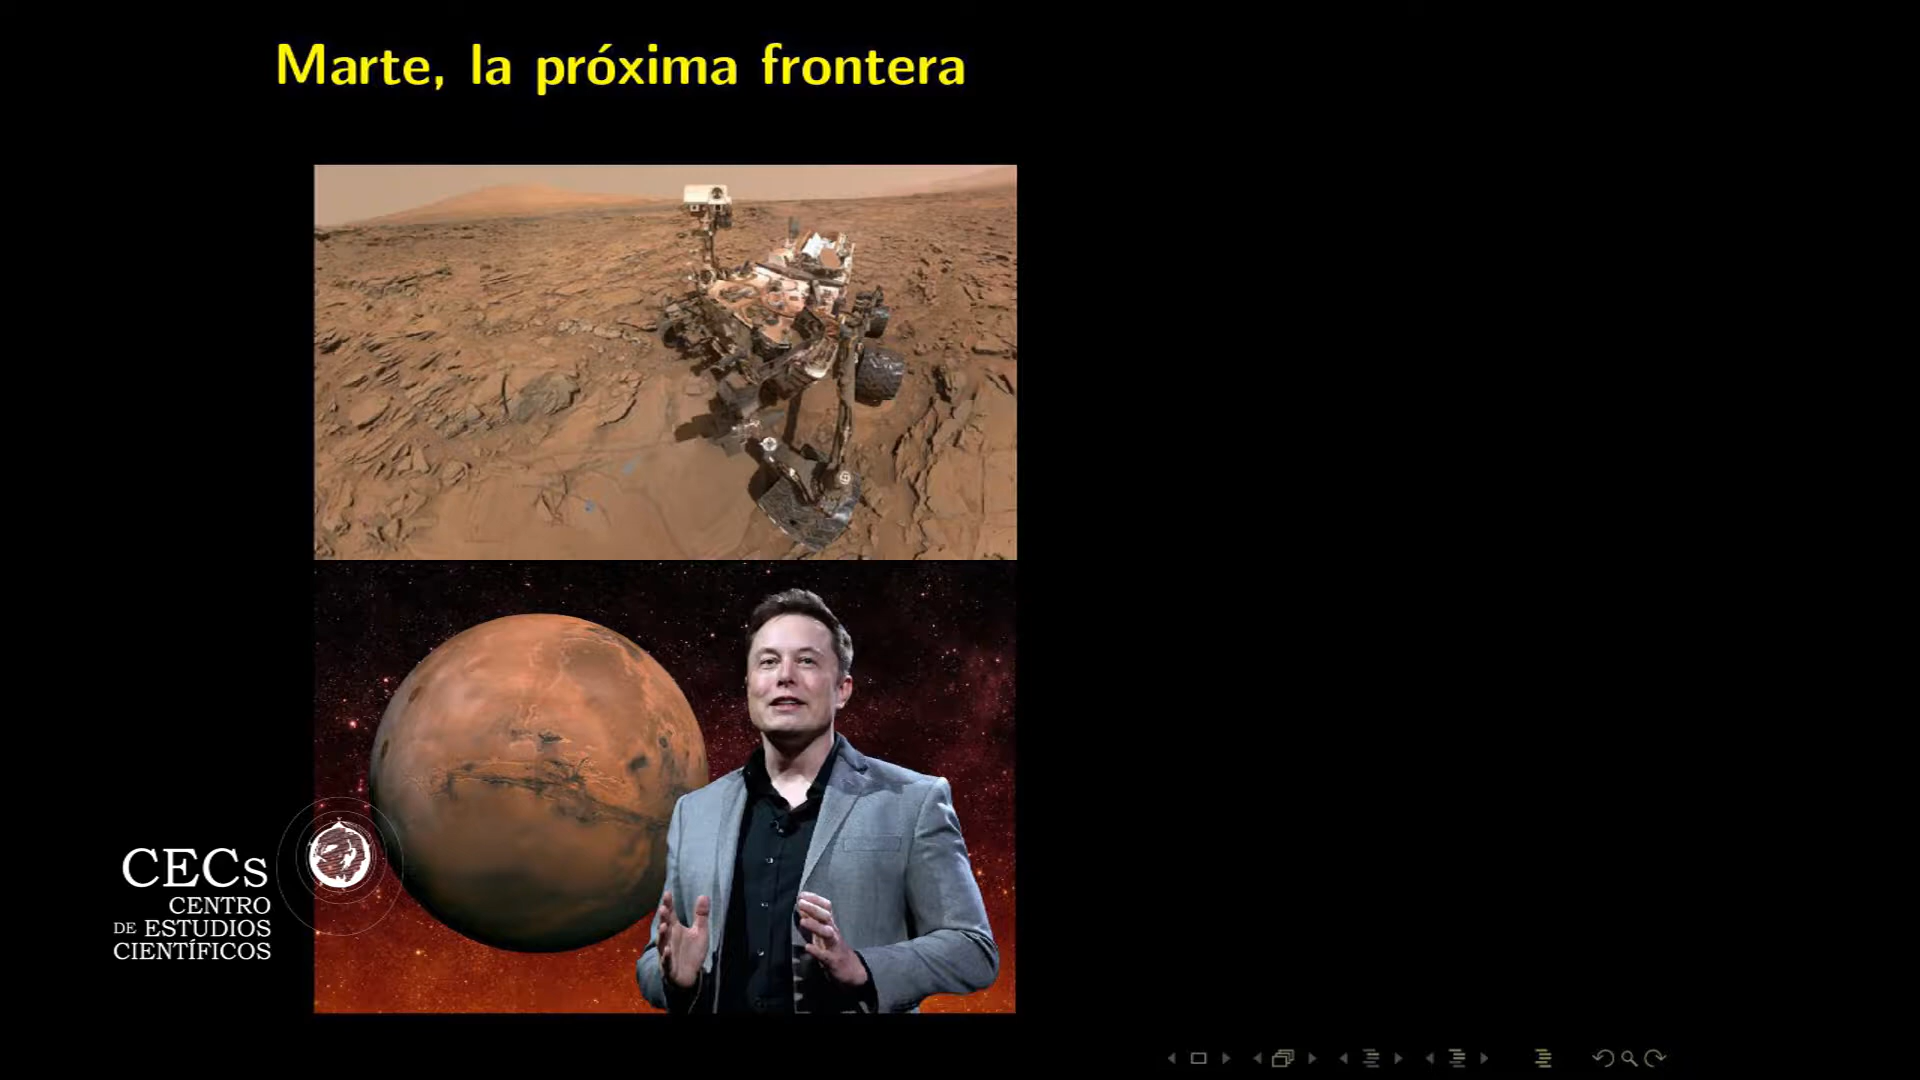 Marte, la próxima frontera
CECs
CENTRO
DE ESTUDIOS
CIENTÍFICOS